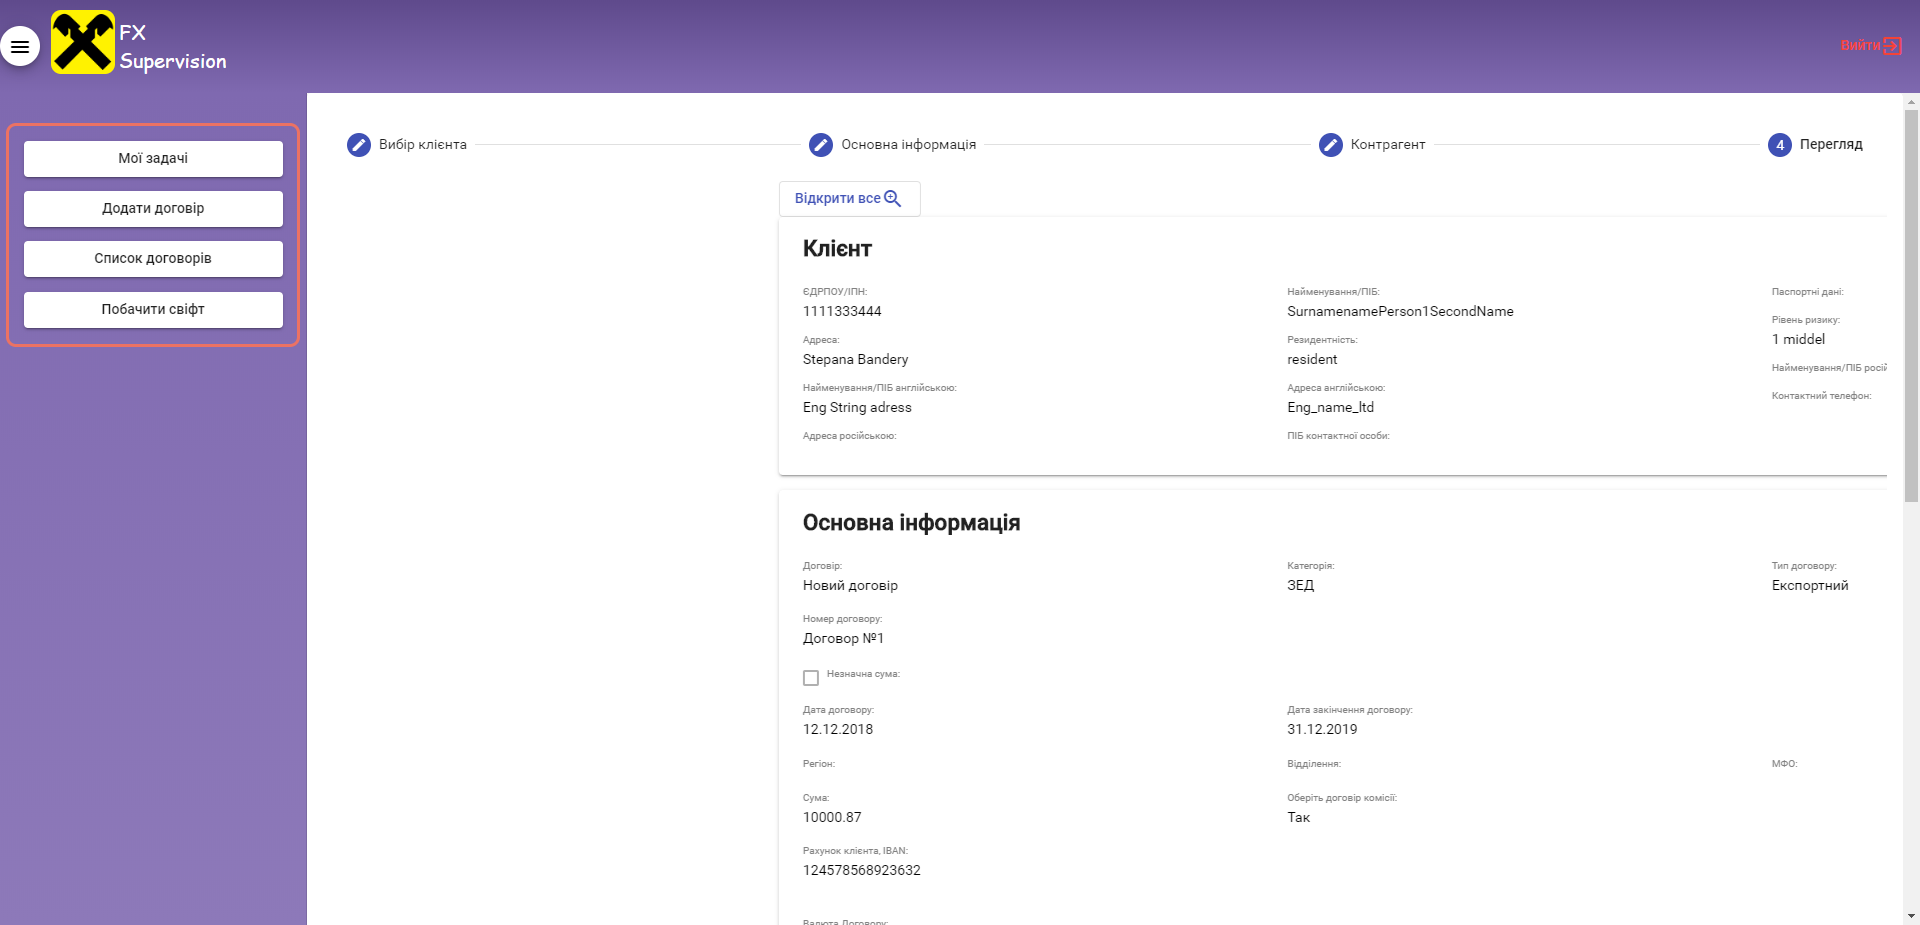 FX
Supervision
Вийти
Мої задачі
Додати договір
Список договорів
Побачити свіфт
Вибір клієнта
Основна інформація
Контрагент
4 Перегляд
Відкрити все
Клієнт
ЄДРПОУ/ІПН:
1111333444
Найменування/ПІБ:
SurnamenamePerson1SecondName
Паспортні дані:
Рівень ризику:
1 middel
Адреса:
Stepana Bandery
Резидентність:
resident
Найменування/ПІБ росій
Найменування/ПІБ англійською:
Eng String adress
Адреса англійською:
Eng_name_ltd
Контактний телефон:
Адреса російською:
ПІБ контактної особи:
Основна інформація
Договір:
Новий договір
Категорія:
ЗЕД
Тип договору:
Експортний
Номер договору:
Договор №1
Незначна сума:
Дата договору:
12.12.2018
Дата закінчення договору:
31.12.2019
Регіон:
Відділення:
МФО:
Сума:
10000.87
Оберіть договір комісії:
Так
Рахунок клієнта, IBAN:
124578568923632
Валюта Договору: